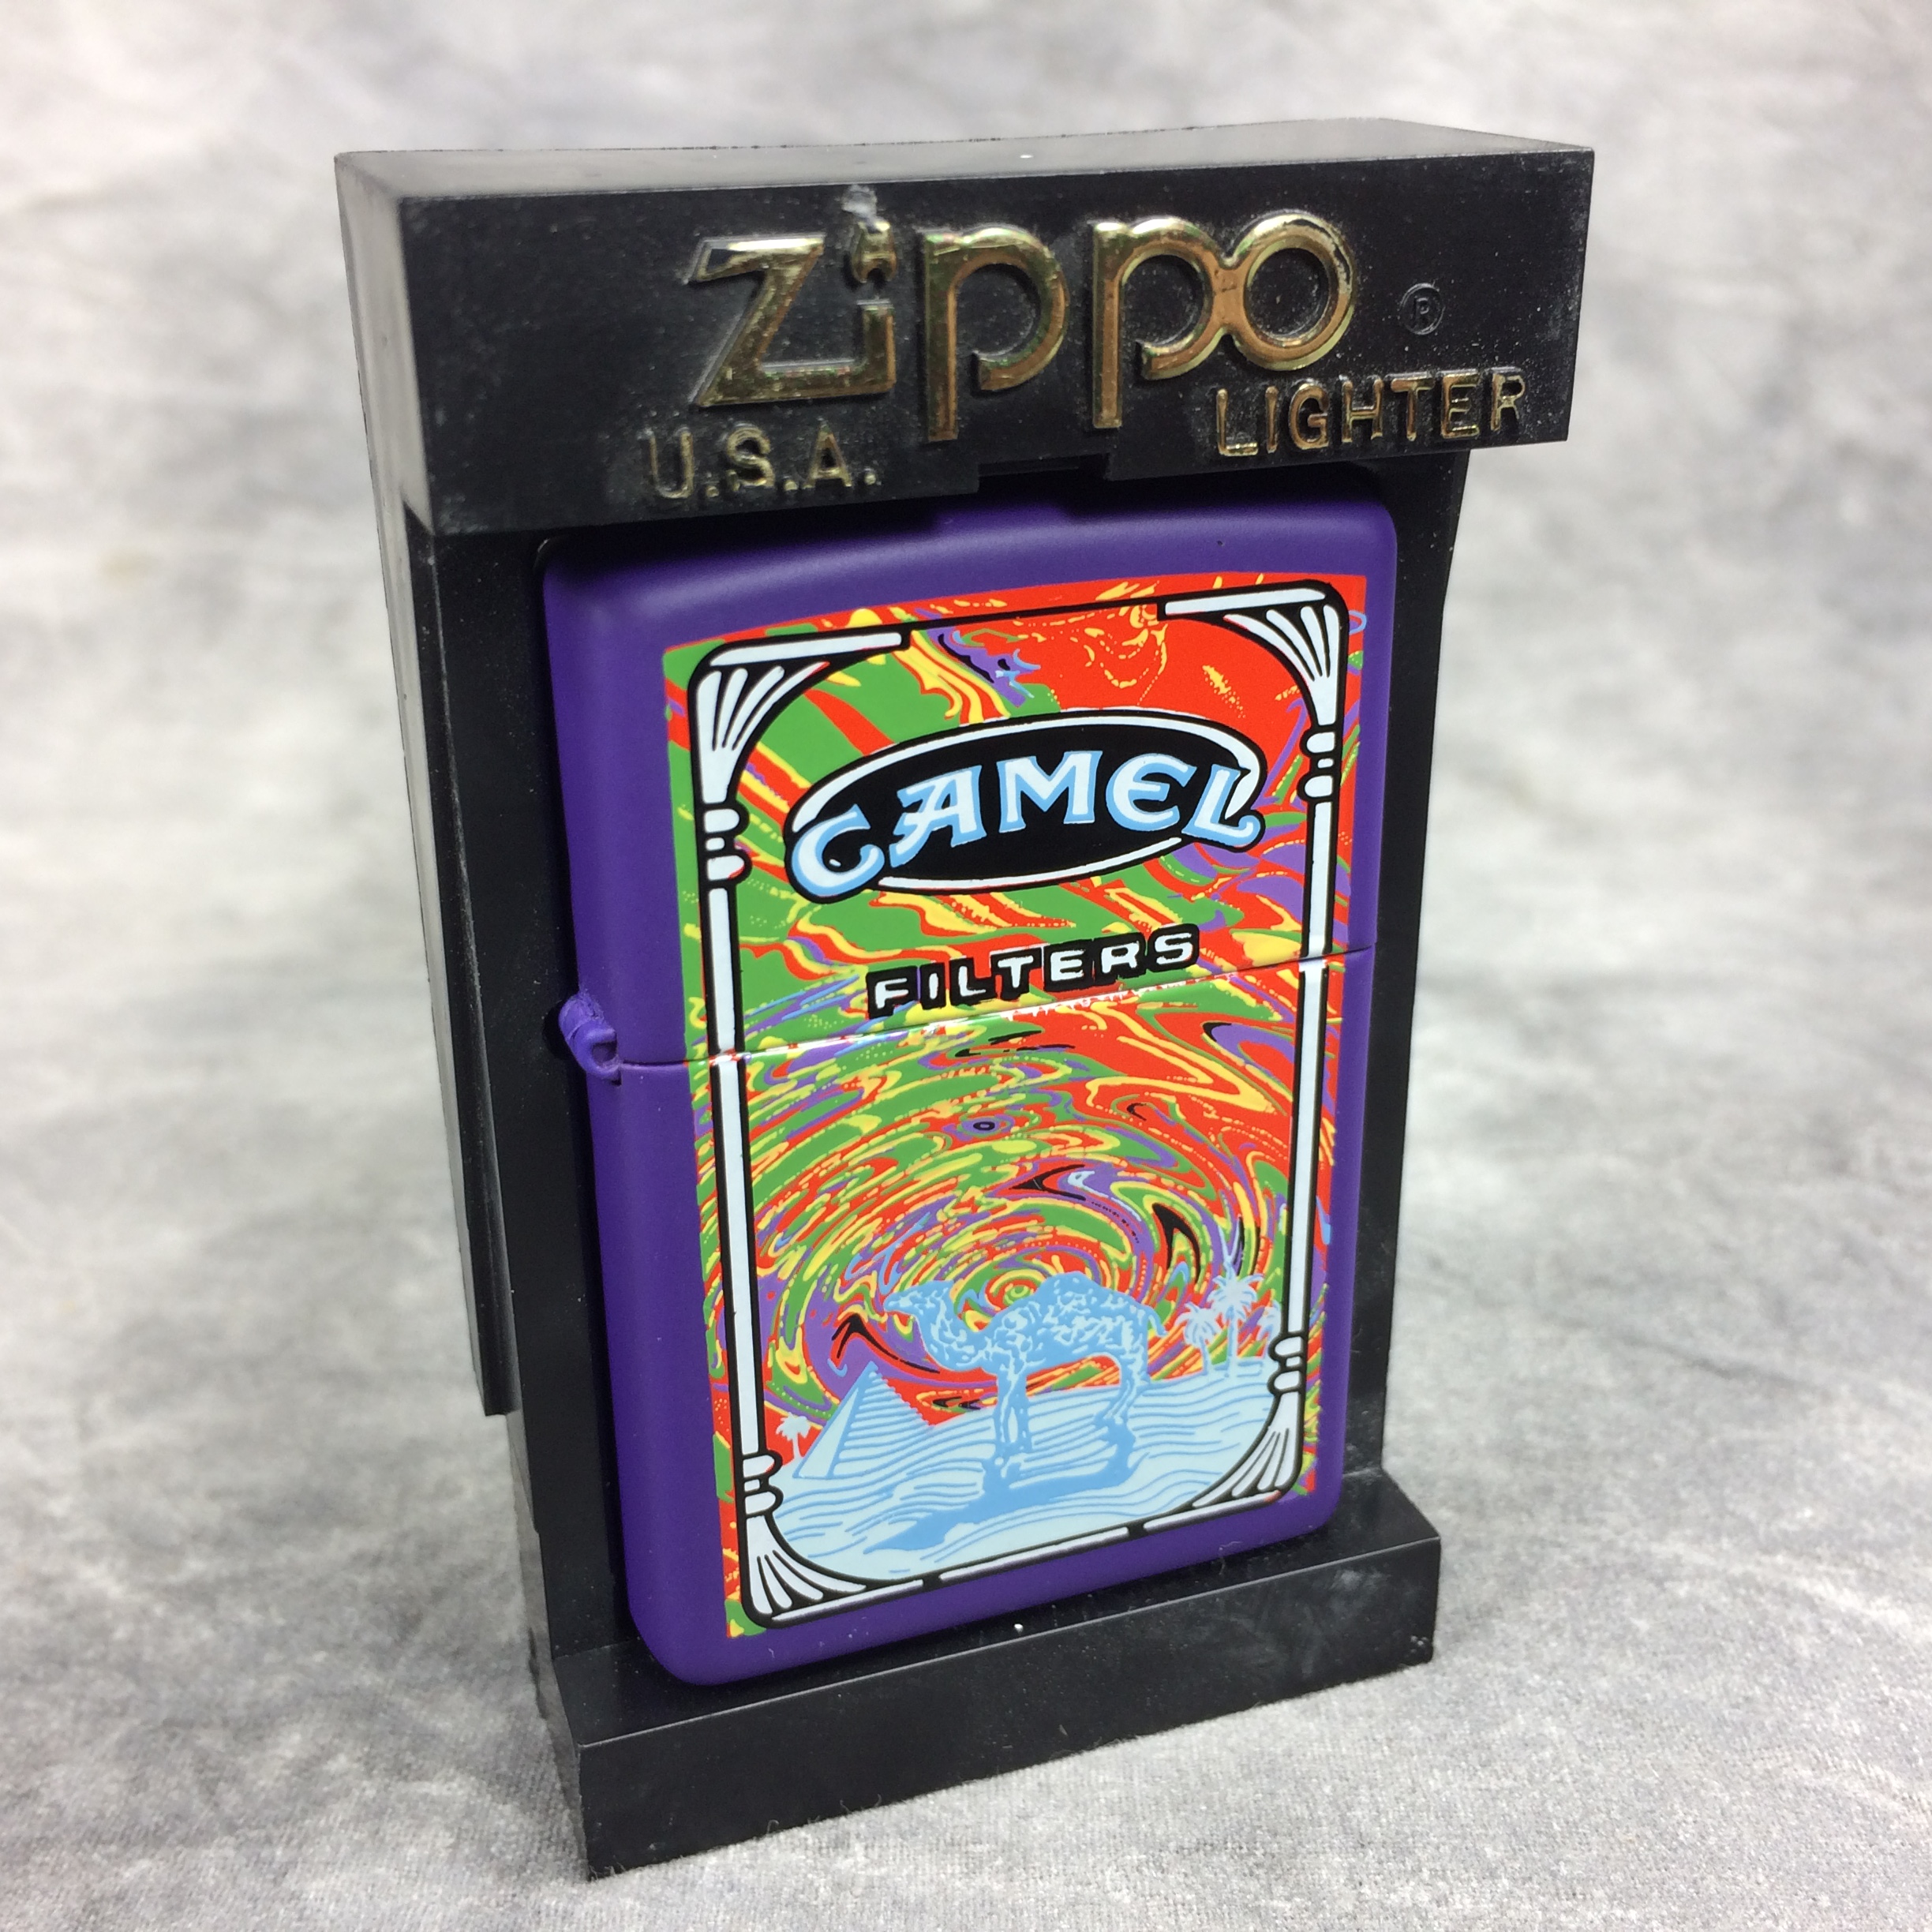 Zippo ®
U.S.A. LIGHTER
CAMEL
FILTERS